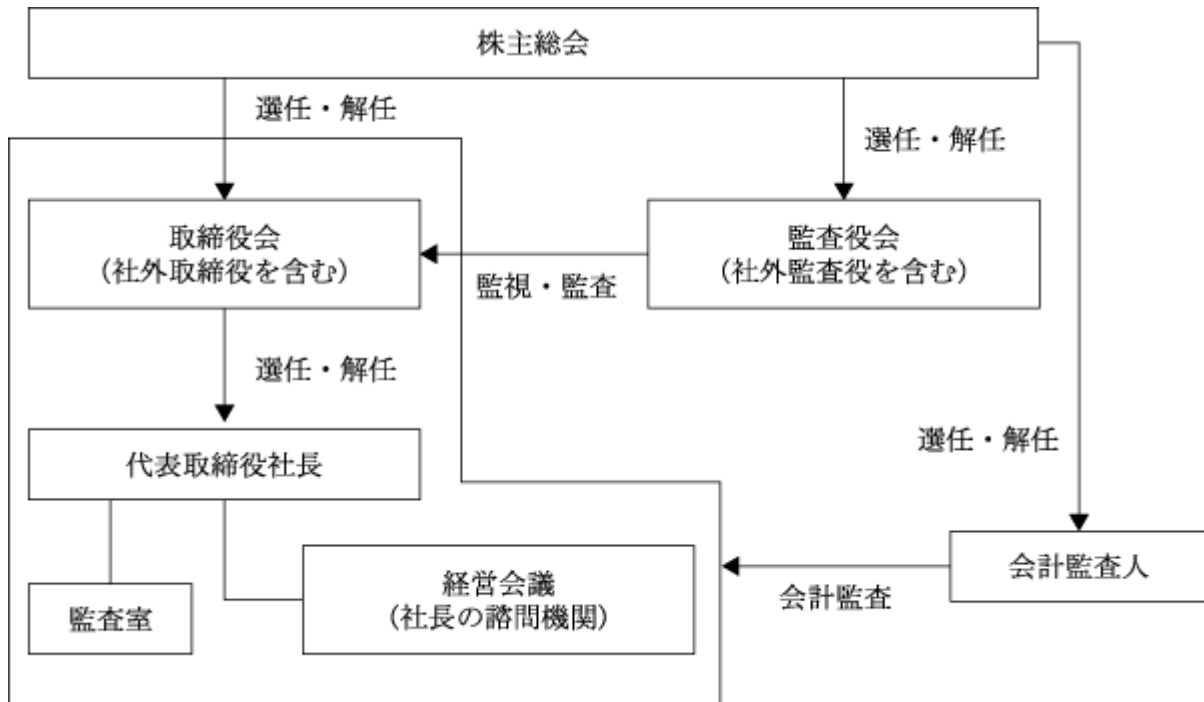 株主総会
選任・解任
選任・解任
取締役会
（社外取締役を含む）
監査役会
（社外監査役を含む）
監視・監査
選任・解任
代表取締役社長
選任・解任
会計監査人
経営会議
（社長の諮問機関）
会計監査
監査室